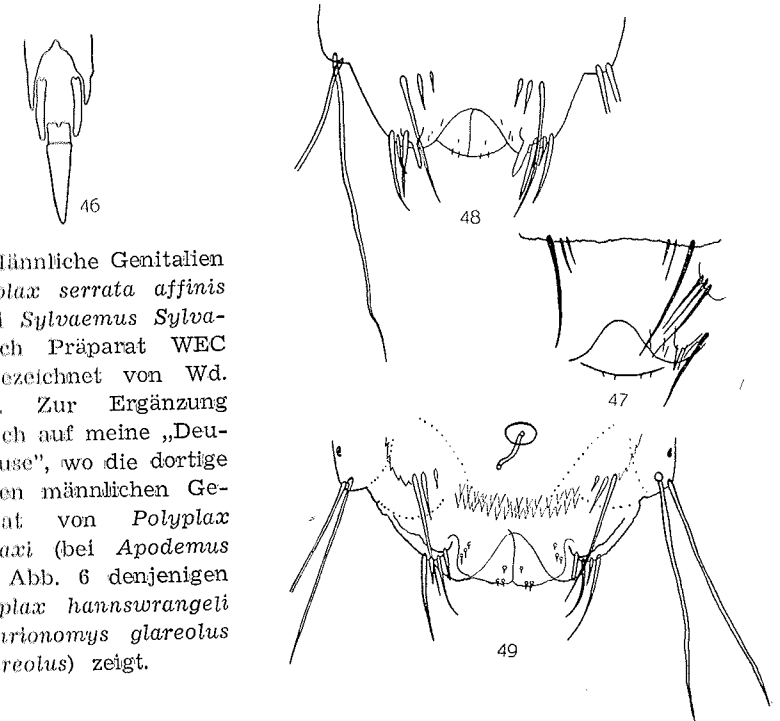 46
48
47
49
Männliche Genitalien
plax serrata affinis
Sylvaemus Sylva-
ch Präparat WEC
ezeichnet von Wd.
Zur Ergänzung
ch auf meine „Deu-
use", wo die dortige
en männlichen Ge-
at von Polyplax
axi (bei Apodemus
Abb. 6 denjenigen
plax hannswrangeli
glareolus
reolus) zeigt.